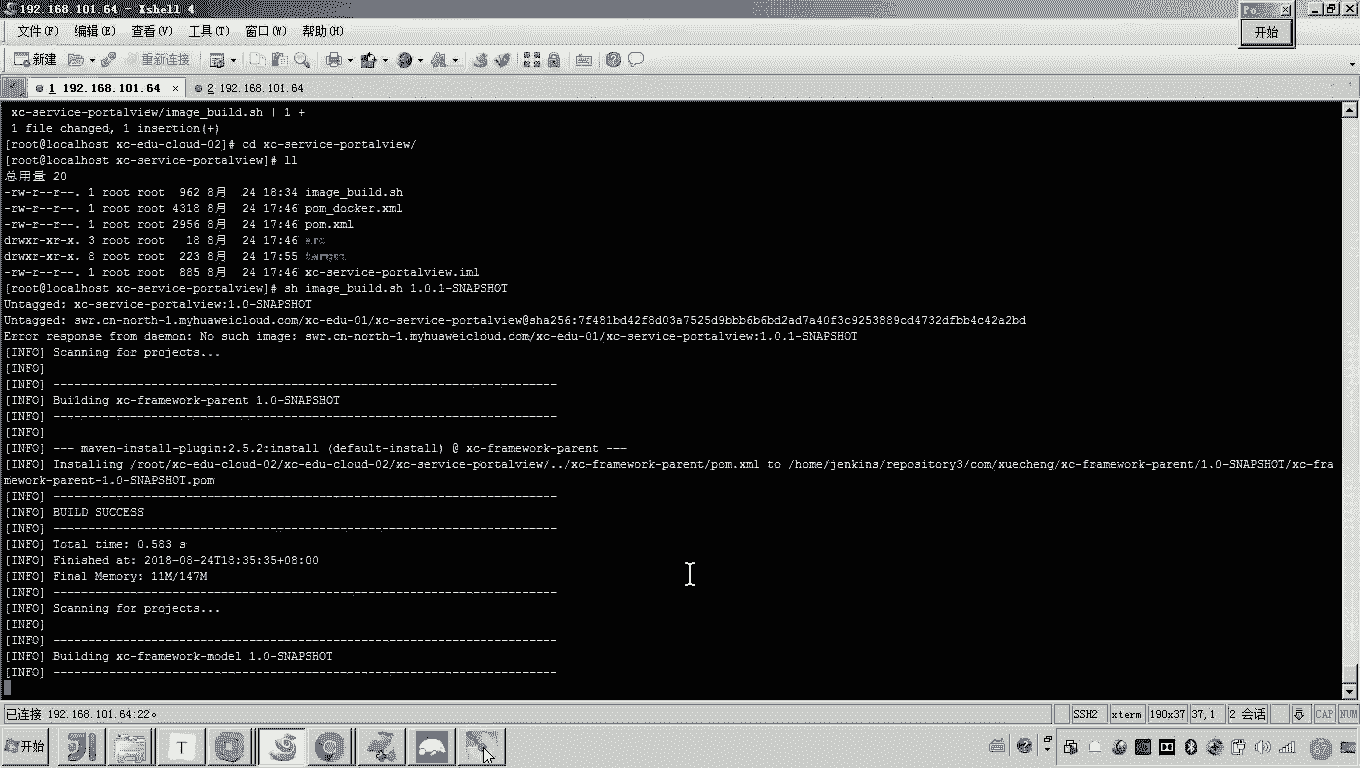 192.168.101.64 - Xshell 4
开始
文件(F) 编辑(E) 查看(V) 工具(T) 窗口(W) 帮助(H)
新建 重新连接
1 192.168.101.64 × 2 192.168.101.64
xc-service-portalview/image_build.sh | 1 +
1 file changed, 1 insertion(+)
[root@localhost xc-edu-cloud-02]# cd xc-service-portalview/
[root@localhost xc-service-portalview]# ll
总用量 20
-rw-r--r--. 1 root root 962 8月 24 18:34 image_build.sh
-rw-r--r--. 1 root root 4318 8月 24 17:46 pom_docker.xml
-rw-r--r--. 1 root root 2956 8月 24 17:46 pom.xml
drwxr-xr-x. 3 root root 18 8月 24 17:46 src
drwxr-xr-x. 8 root root 223 8月 24 17:55 target
-rw-r--r--. 1 root root 885 8月 24 17:46 xc-service-portalview.iml
[root@localhost xc-service-portalview]# sh image_build.sh 1.0.1-SNAPSHOT
Untagged: xc-service-portalview:1.0-SNAPSHOT
Untagged: swr.cn-north-1.myhuaweicloud.com/xc-edu-01/xc-service-portalview@sha256:7f481bd42f8d03a7525d9bbb6b6bd2ad7a40f3c9253889cd4732dfbb4c42a2bd
Error response from daemon: No such image: swr.cn-north-1.myhuaweicloud.com/xc-edu-01/xc-service-portalview:1.0.1-SNAPSHOT
[INFO] Scanning for projects...
[INFO]
[INFO] ------------------------------------------------------------------------
[INFO] Building xc-framework-parent 1.0-SNAPSHOT
[INFO] ------------------------------------------------------------------------
[INFO]
[INFO] --- maven-install-plugin:2.5.2:install (default-install) @ xc-framework-parent ---
[INFO] Installing /root/xc-edu-cloud-02/xc-edu-cloud-02/xc-service-portalview/../xc-framework-parent/pom.xml to /home/jenkins/repository3/com/xuecheng/xc-framework-parent/1.0-SNAPSHOT/xc-fra
mework-parent-1.0-SNAPSHOT.pom
[INFO] ------------------------------------------------------------------------
[INFO] BUILD SUCCESS
[INFO] ------------------------------------------------------------------------
[INFO] Total time: 0.583 s
[INFO] Finished at: 2018-08-24T18:35:35+08:00
[INFO] Final Memory: 11M/147M
[INFO] ------------------------------------------------------------------------
[INFO] Scanning for projects...
[INFO]
[INFO] ------------------------------------------------------------------------
[INFO] Building xc-framework-model 1.0-SNAPSHOT
[INFO] ------------------------------------------------------------------------
已连接 192.168.101.64:22。 SSH2 xterm 190x37 37,1 2 会话 CAP NUM
开始 T 87